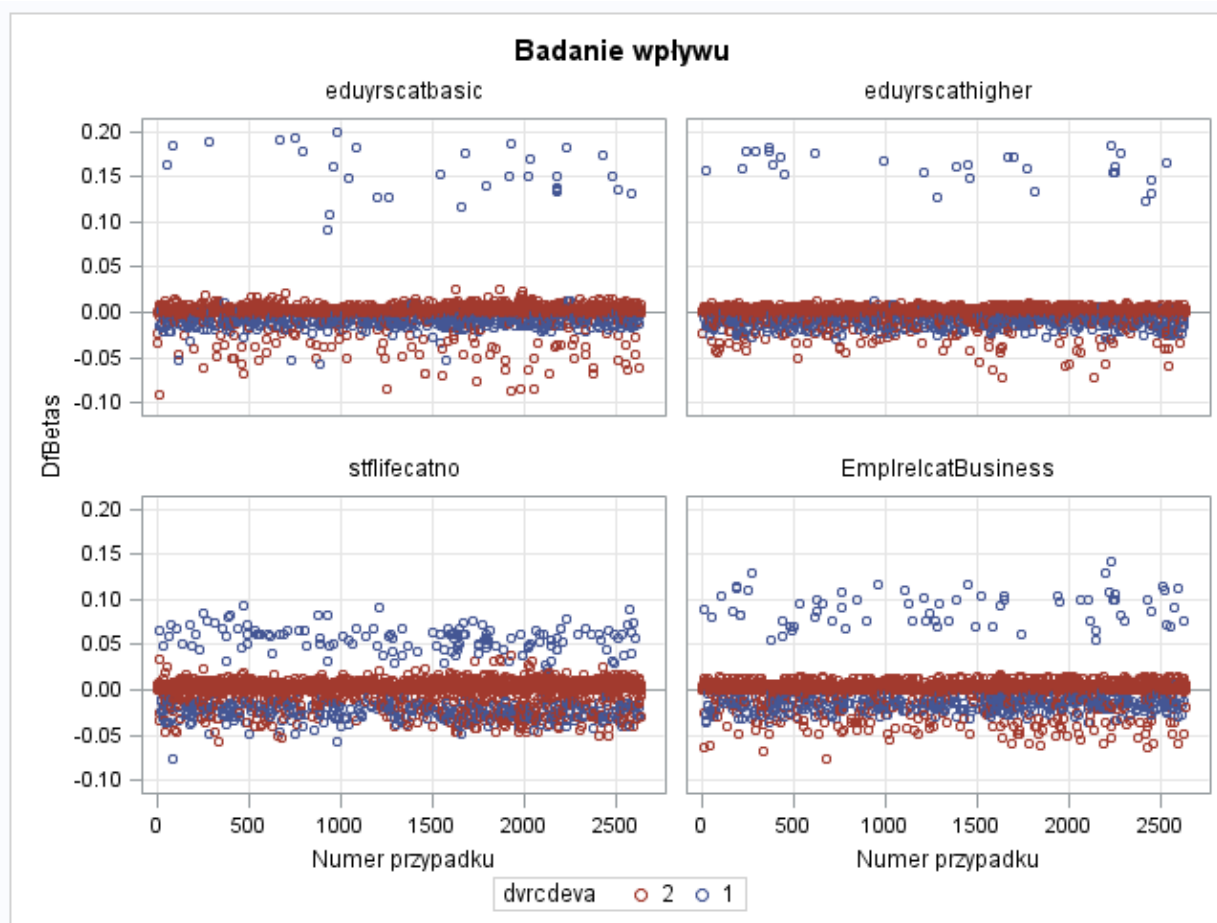 Badanie wpływu
eduyrscatbasic
eduyrscathigher
0.20
0.15
0.10
0.05
0.00
-0.05
-0.10
DfBetas
stflifecatno
EmplrelcatBusiness
0.20
0.15
0.10
0.05
0.00
-0.05
-0.10
0 500 1000 1500 2000 2500
0 500 1000 1500 2000 2500
Numer przypadku
Numer przypadku
dvrcdeva 2 1